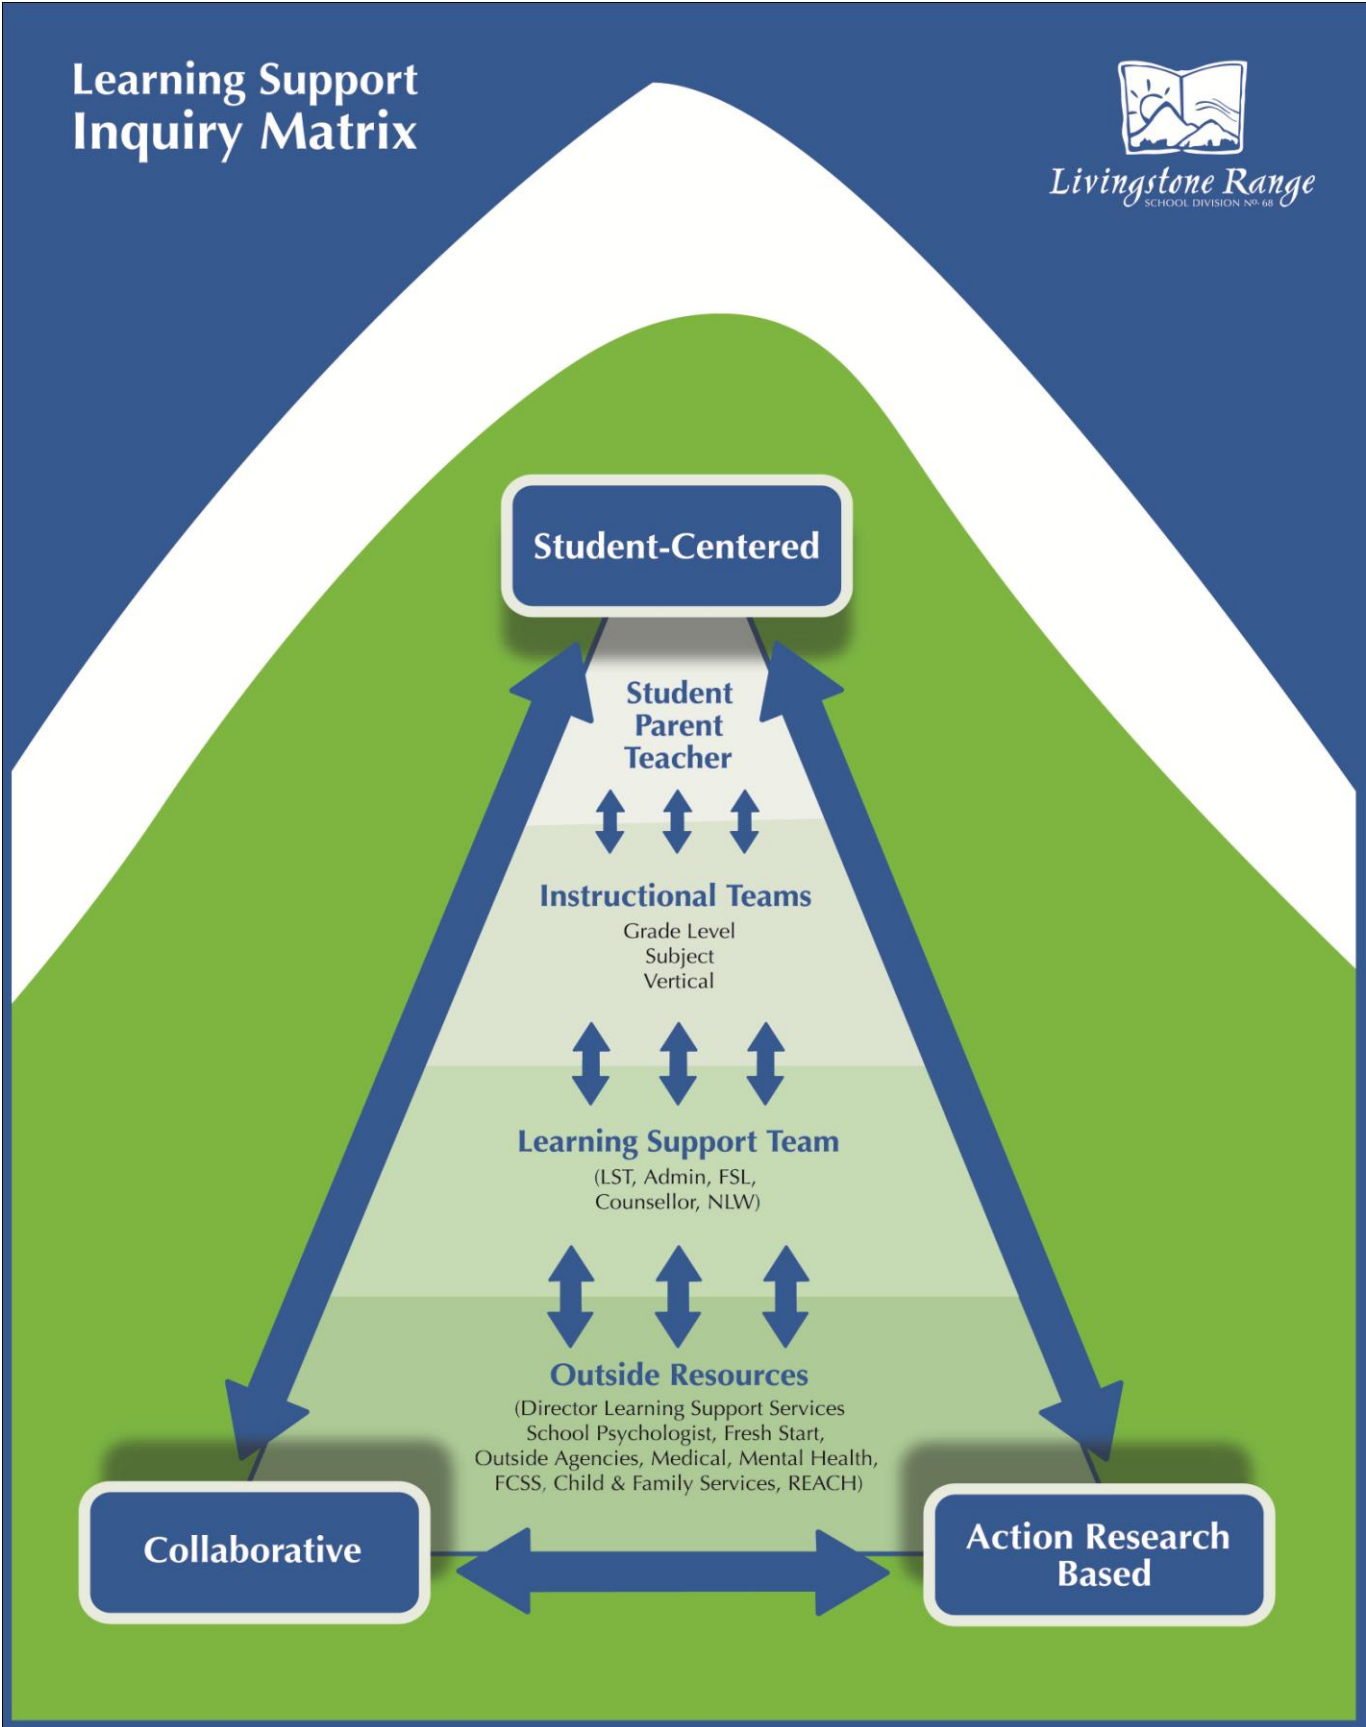 Learning Support
Inquiry Matrix
Livingstone Range
SCHOOL DIVISION No. 68
Student-Centered
Student
Parent
Teacher
Instructional Teams
Grade Level
Subject
Vertical
Learning Support Team
(LST, Admin, FSL,
Counsellor, NLW)
Outside Resources
(Director Learning Support Services
School Psychologist, Fresh Start,
Outside Agencies, Medical, Mental Health,
FCSS, Child & Family Services, REACH)
Collaborative
Action Research
Based